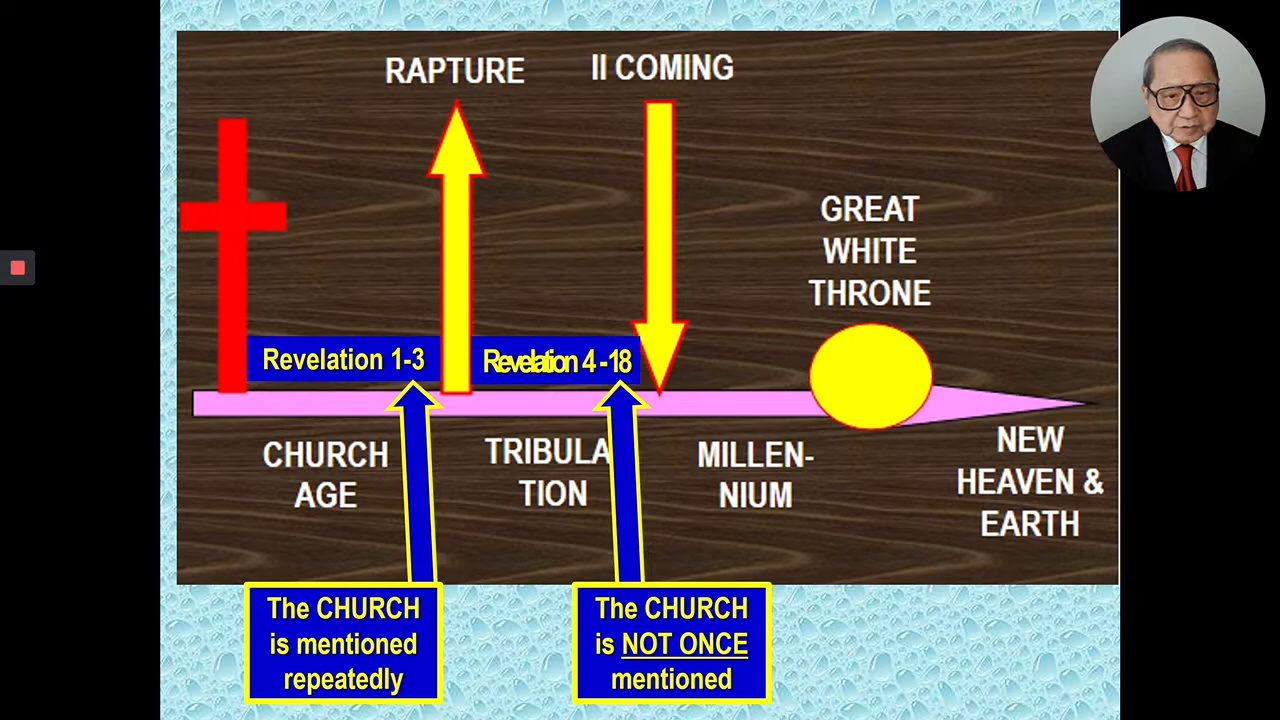 RAPTURE
II COMING
GREAT
WHITE
THRONE
Revelation 1-3
Revelation 4 -18
CHURCH
AGE
TRIBULA
TION
MILLEN-
NIUM
NEW
HEAVEN &
EARTH
The CHURCH
is mentioned
repeatedly
The CHURCH
is NOT ONCE
mentioned